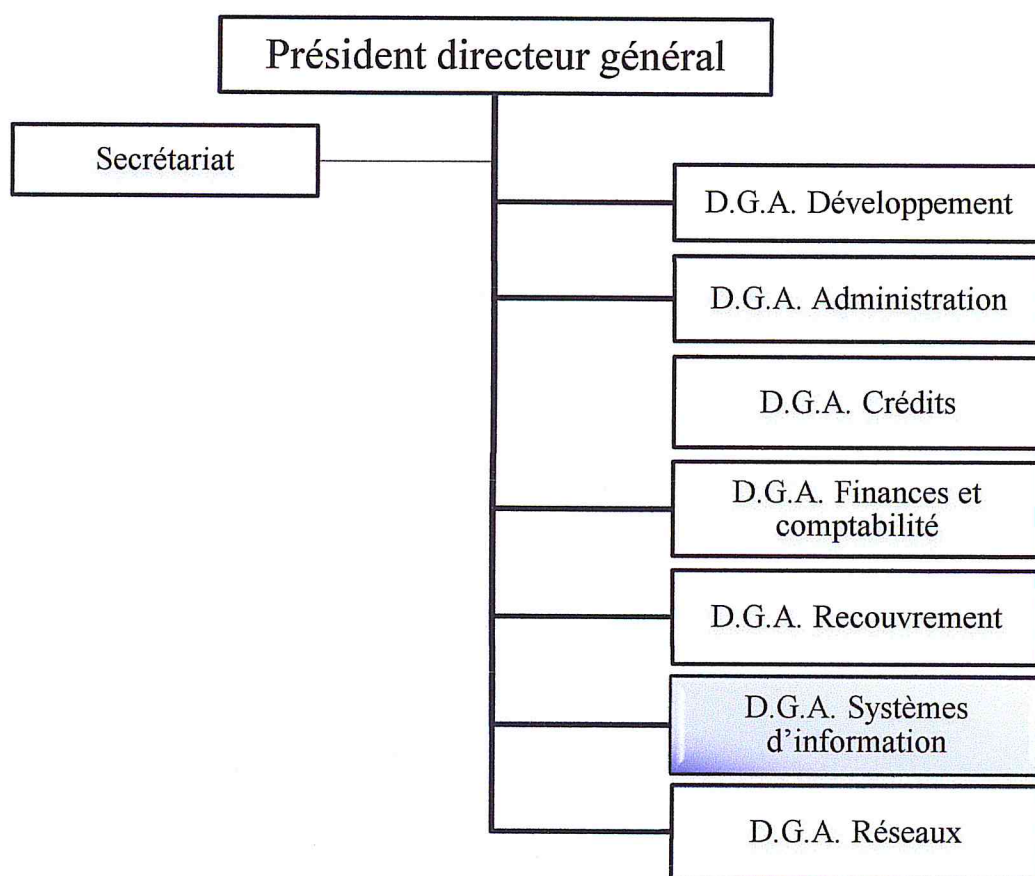 Président directeur général
Secrétariat
D.G.A. Développement
D.G.A. Administration
D.G.A. Crédits
D.G.A. Finances et
comptabilité
D.G.A. Recouvrement
D.G.A. Systèmes
d’information
D.G.A. Réseaux